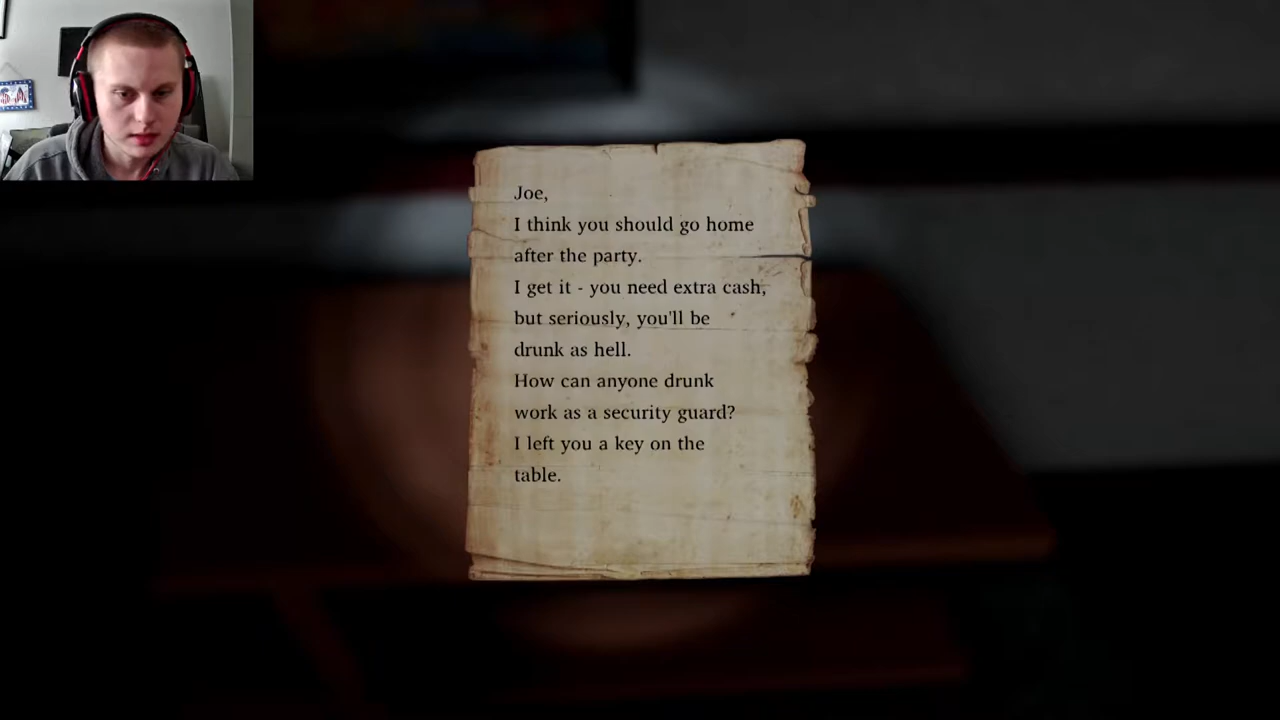 SA
Joe,
I think you should go home
after the party.
I get it - you need extra cash,
but seriously, you'll be
drunk as hell.
How can anyone drunk
work as a security guard?
I left you a key on the
table.